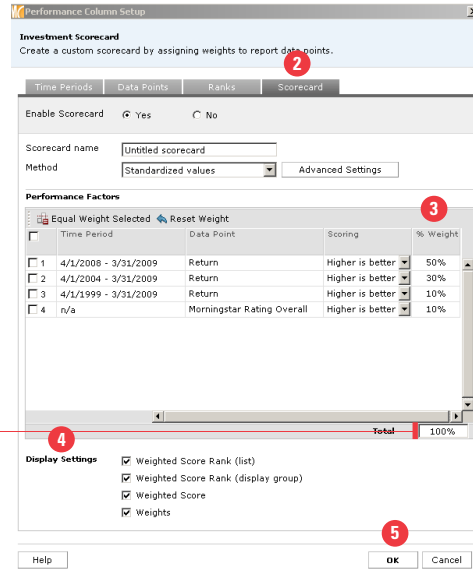 Performance Column Setup
Investment Scorecard
Create a custom scorecard by assigning weights to report data points.
2
Time Periods Data Points Ranks Scorecard
Enable Scorecard Yes No
Scorecard name Untitled scorecard
Method Standardized values Advanced Settings
Performance Factors
3
Equal Weight Selected Reset Weight
Time Period Data Point Scoring % Weight
1 4/1/2008 - 3/31/2009 Return Higher is better 50%
2 4/1/2004 - 3/31/2009 Return Higher is better 30%
3 4/1/1999 - 3/31/2009 Return Higher is better 10%
4 n/a Morningstar Rating Overall Higher is better 10%
Total 100%
4
Display Settings Weighted Score Rank (list)
Weighted Score Rank (display group)
Weighted Score
Weights
5
Help OK Cancel